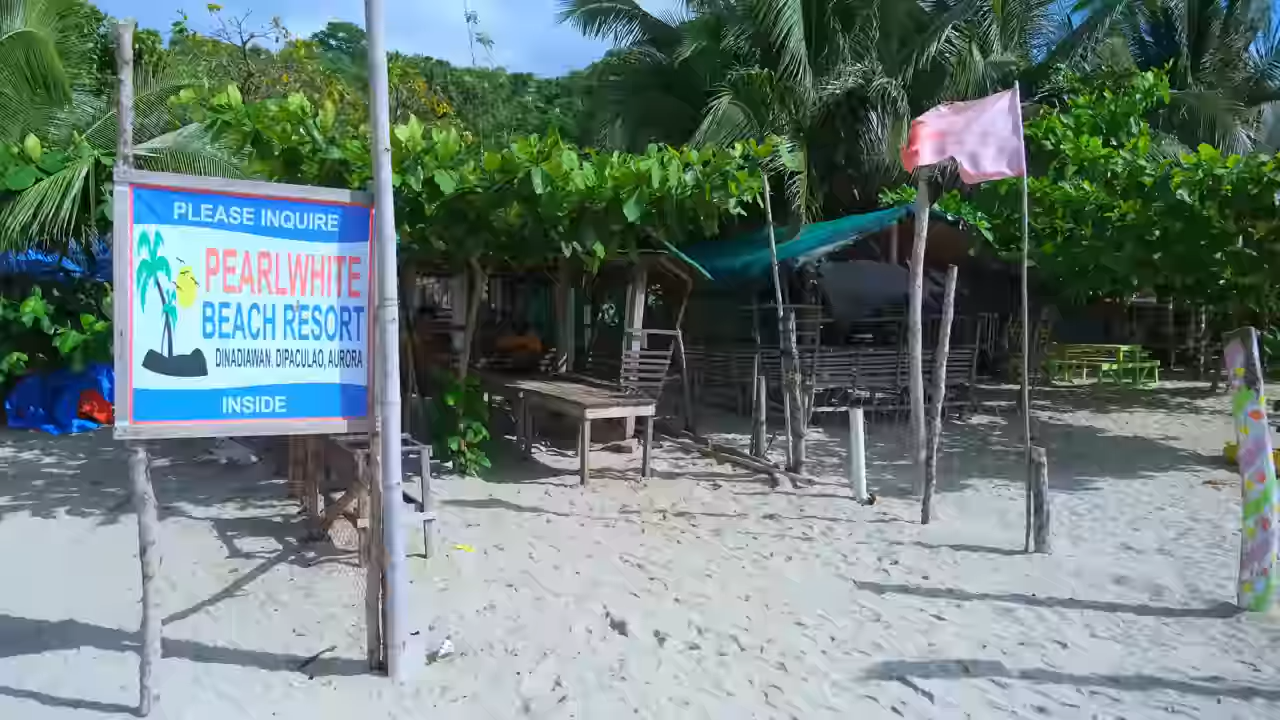 PLEASE INQUIRE
PEARLWHITE
BEACH RESORT
DINADIAWAN. DIPACULAO, AURORA
INSIDE